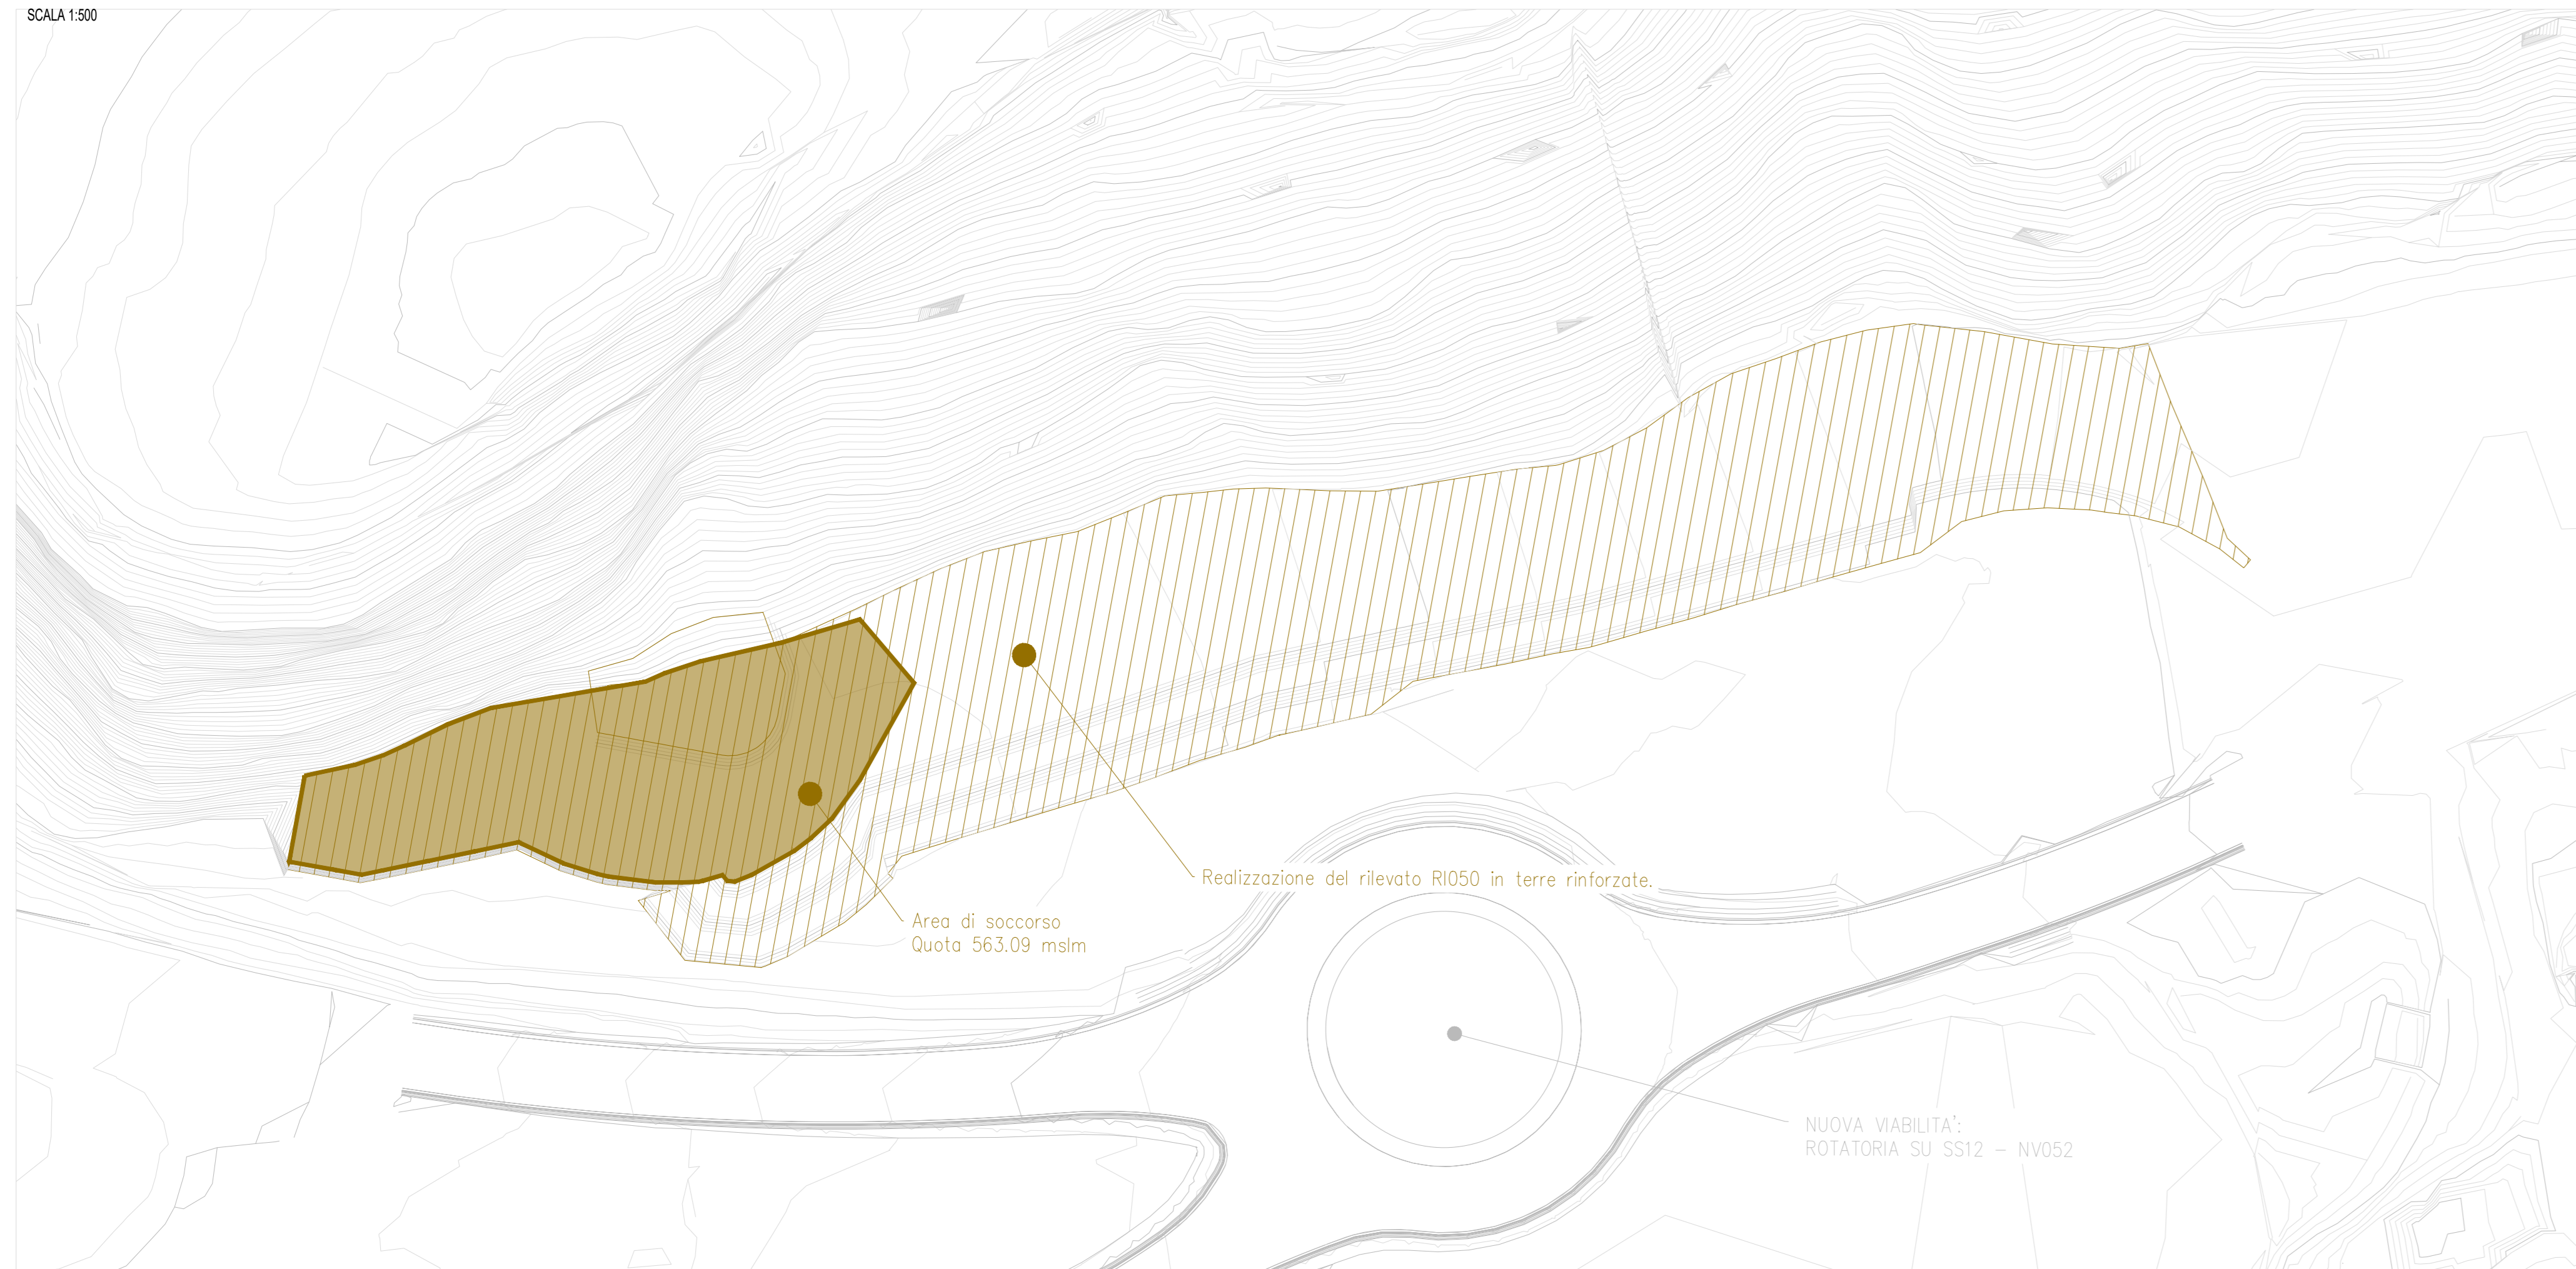 SCALA 1:500
Realizzazione del rilevato RI050 in terre rinforzate.
Area di soccorso
Quota 563.09 mslm
NUOVA VIABILITA':
ROTATORIA SU SS12 - NV052